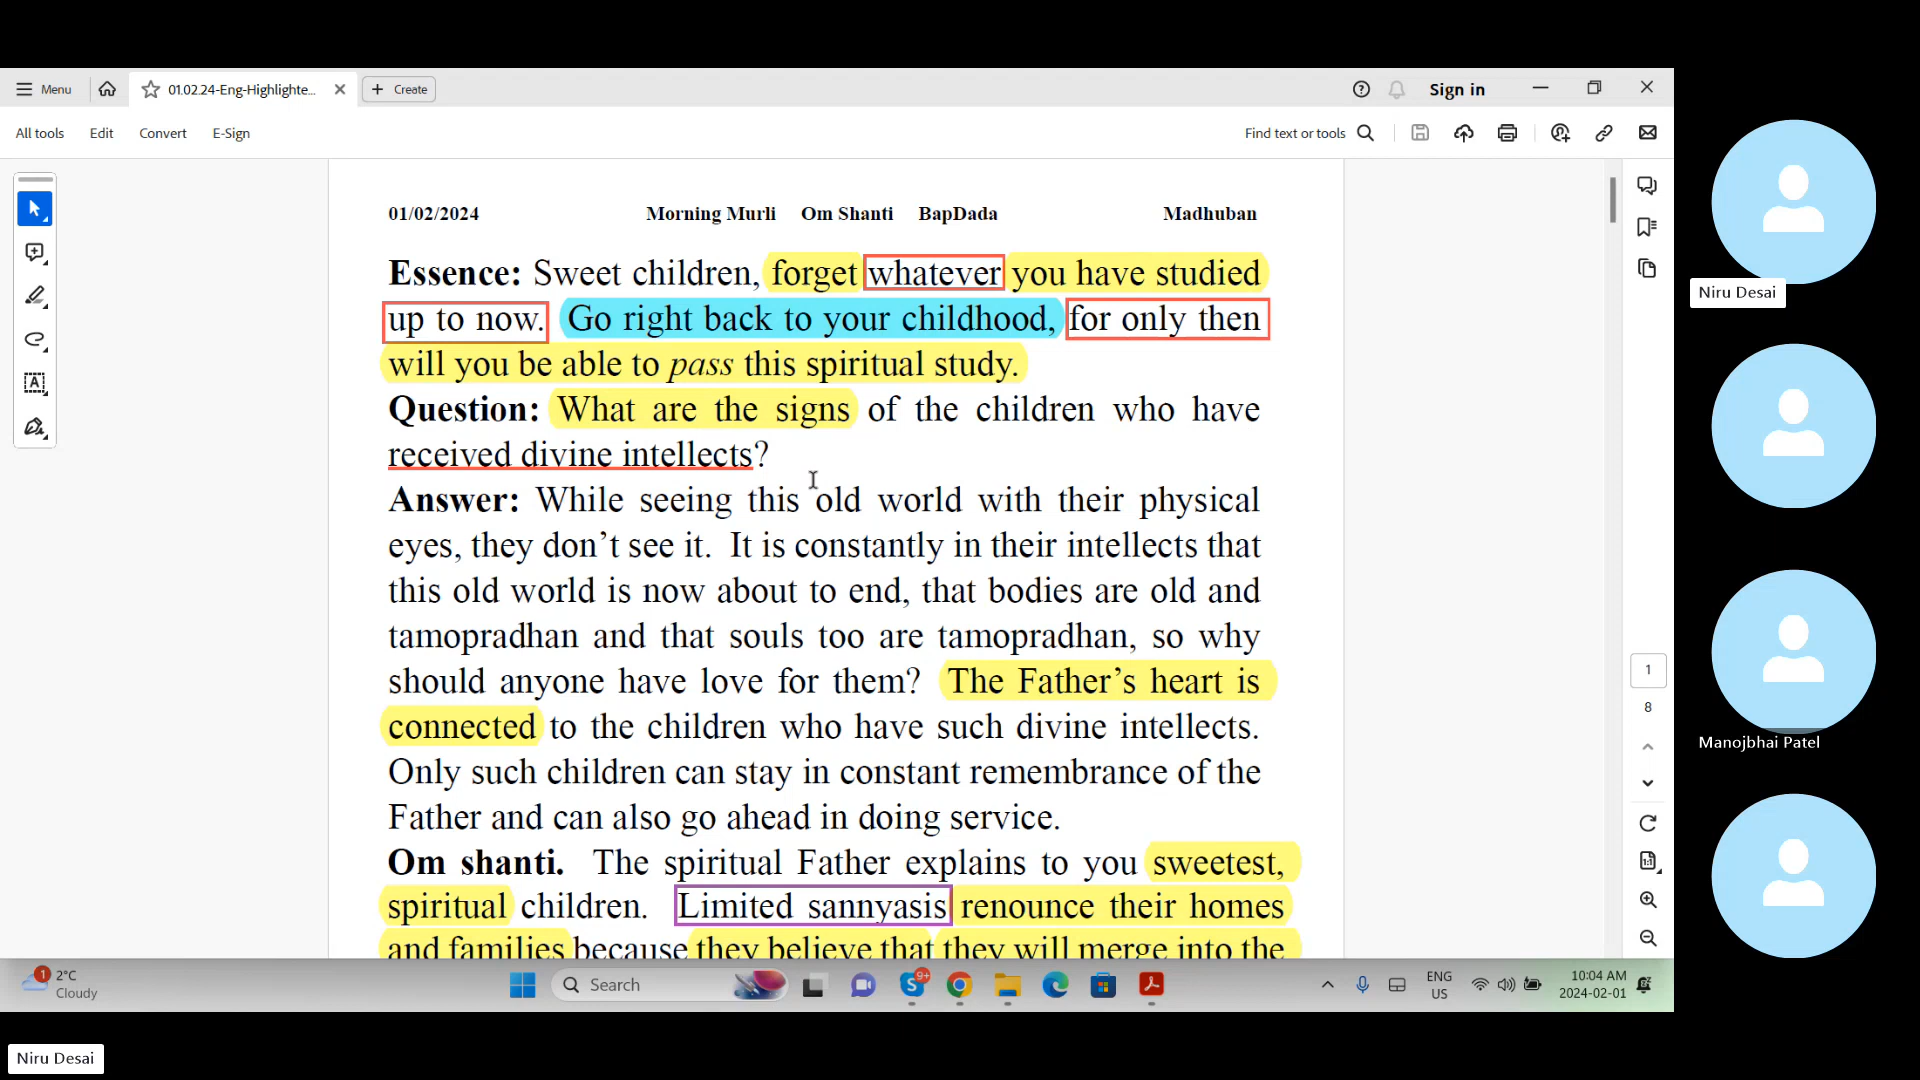 Menu
01.02.24-Eng-Highlighte...
Create
Sign in
All tools
Edit
Convert
E-Sign
Find text or tools
01/02/2024 Morning Murli Om Shanti BapDada Madhuban
Essence: Sweet children, forget whatever you have studied
up to now. Go right back to your childhood, for only then
will you be able to pass this spiritual study.
Question: What are the signs of the children who have
received divine intellects?
Answer: While seeing this old world with their physical
eyes, they don’t see it. It is constantly in their intellects that
this old world is now about to end, that bodies are old and
tamopradhan and that souls too are tamopradhan, so why
should anyone have love for them? The Father’s heart is
connected to the children who have such divine intellects.
Only such children can stay in constant remembrance of the
Father and can also go ahead in doing service.
Om shanti. The spiritual Father explains to you sweetest,
spiritual children. Limited sannyasis renounce their homes
and families because they believe that they will merge into the
1
8
Niru Desai
Manojbhai Patel
1
2°C
Cloudy
Search
9+
ENG
US
10:04 AM
2024-02-01
Niru Desai